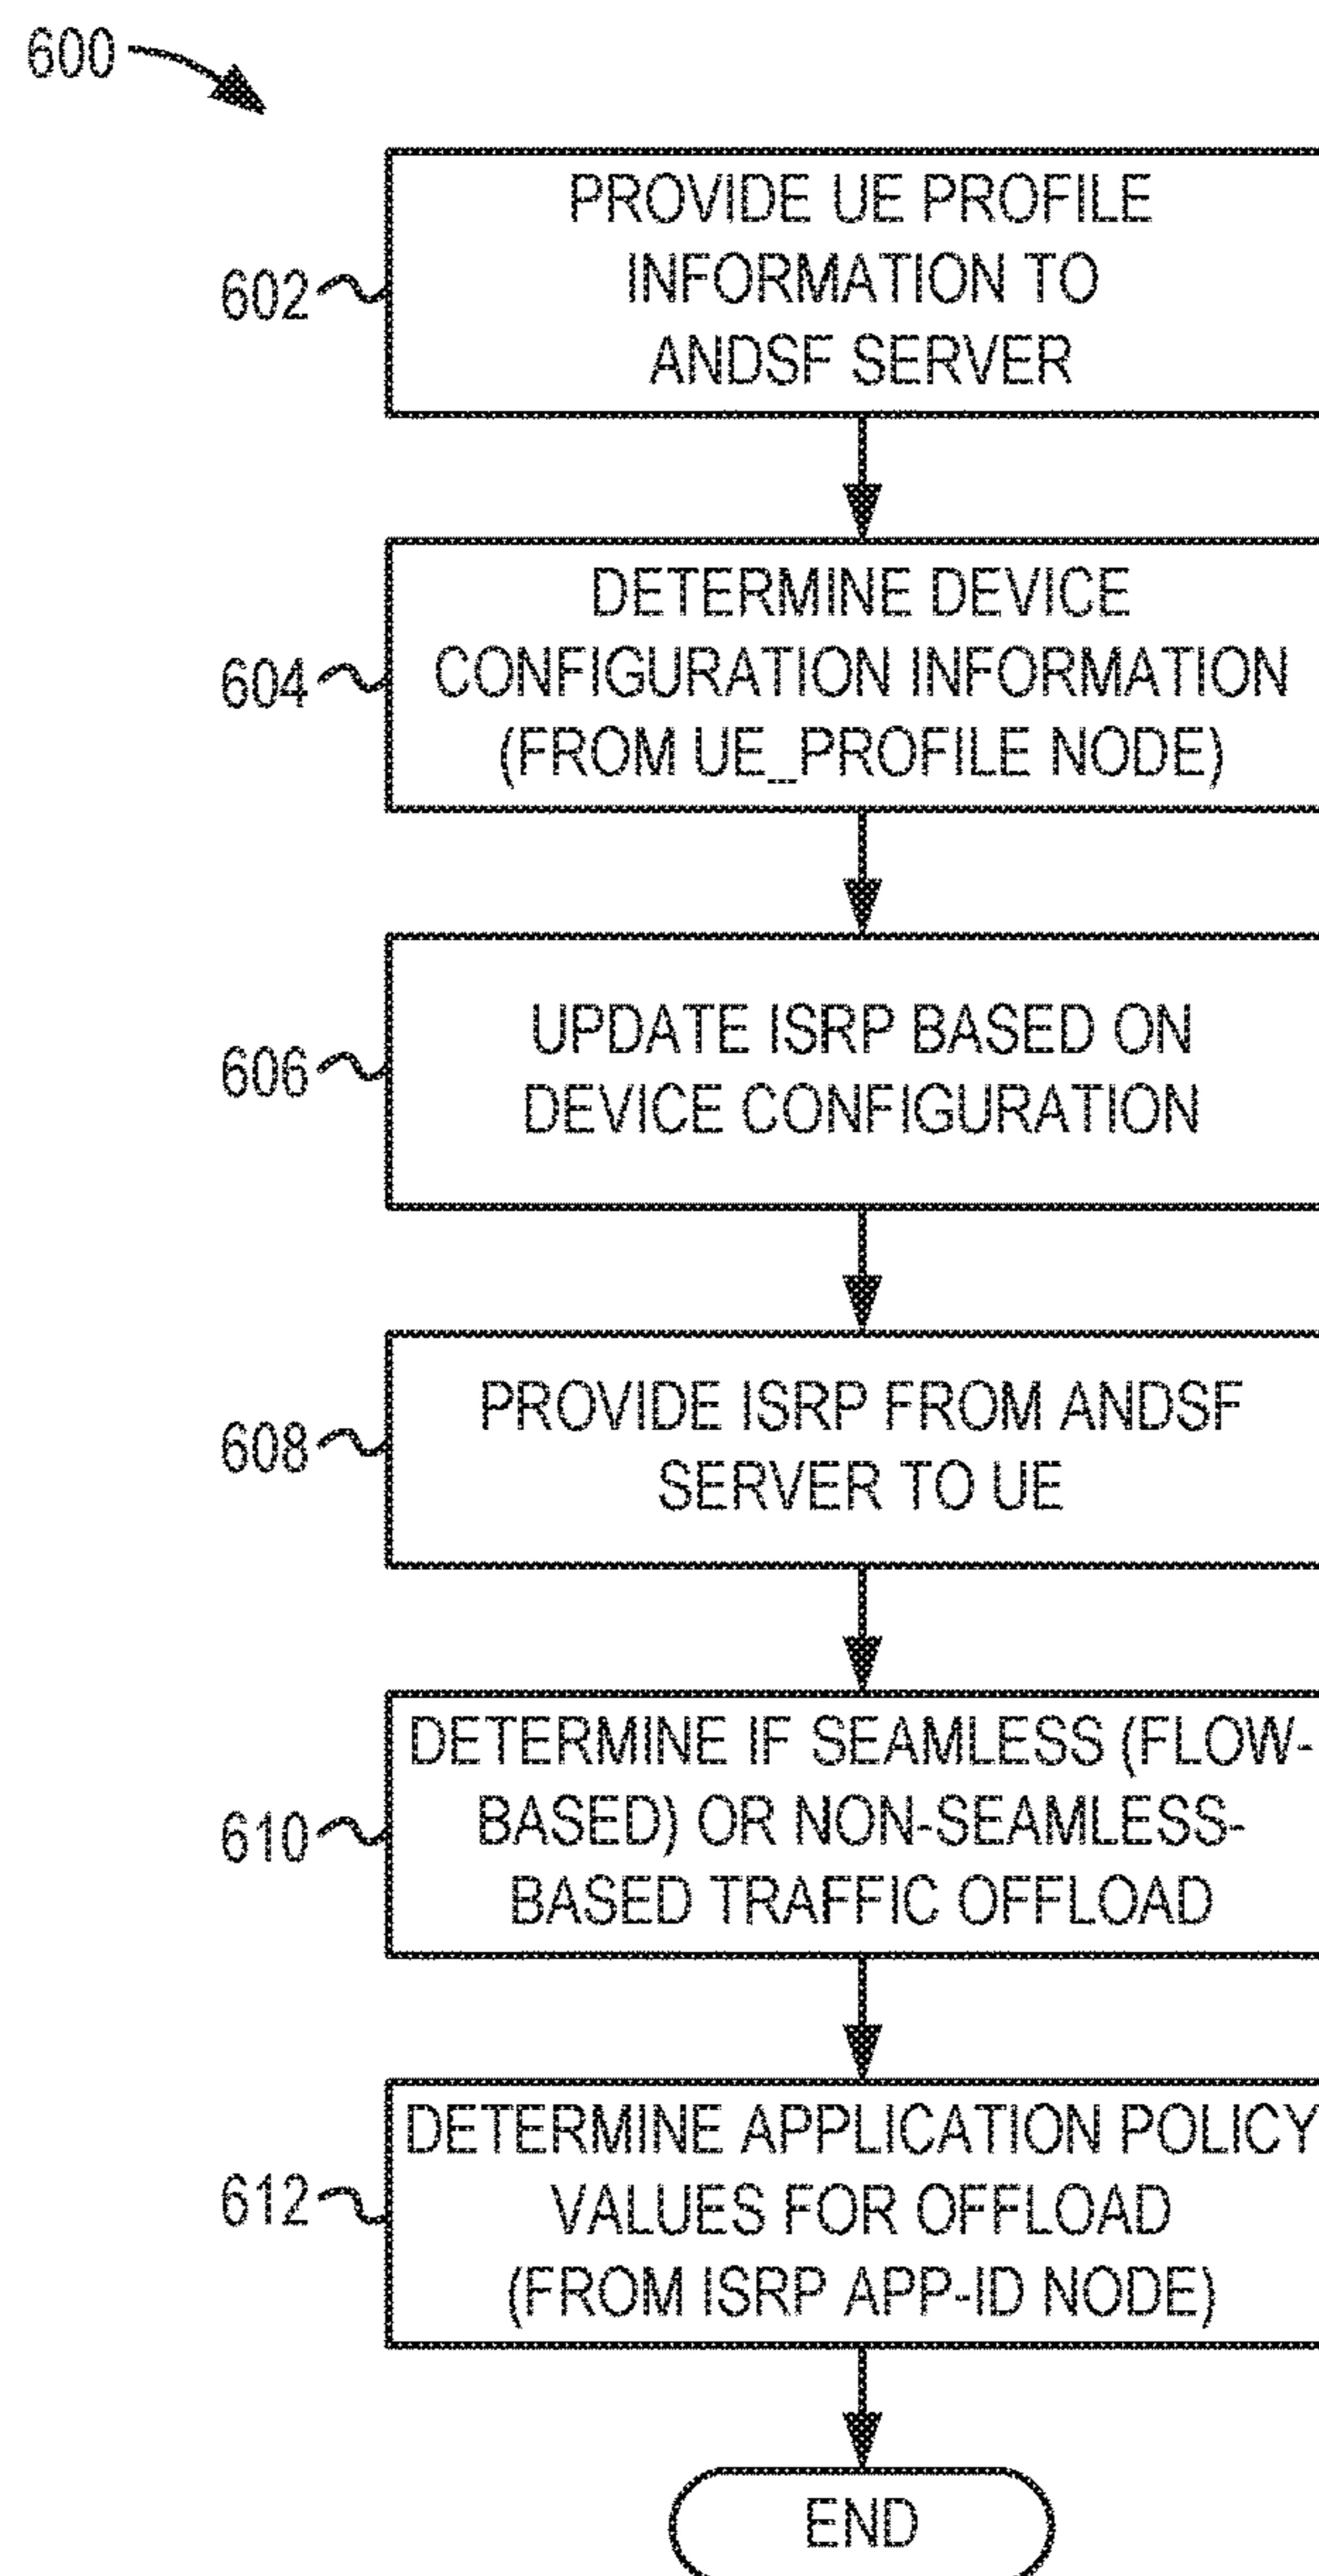 600
602
PROVIDE UE PROFILE
INFORMATION TO
ANDSF SERVER
604
DETERMINE DEVICE
CONFIGURATION INFORMATION
(FROM UE_PROFILE NODE)
606
UPDATE ISRP BASED ON
DEVICE CONFIGURATION
608
PROVIDE ISRP FROM ANDSF
SERVER TO UE
610
DETERMINE IF SEAMLESS (FLOW-
BASED) OR NON-SEAMLESS-
BASED TRAFFIC OFFLOAD
612
DETERMINE APPLICATION POLICY
VALUES FOR OFFLOAD
(FROM ISRP APP-ID NODE)
END